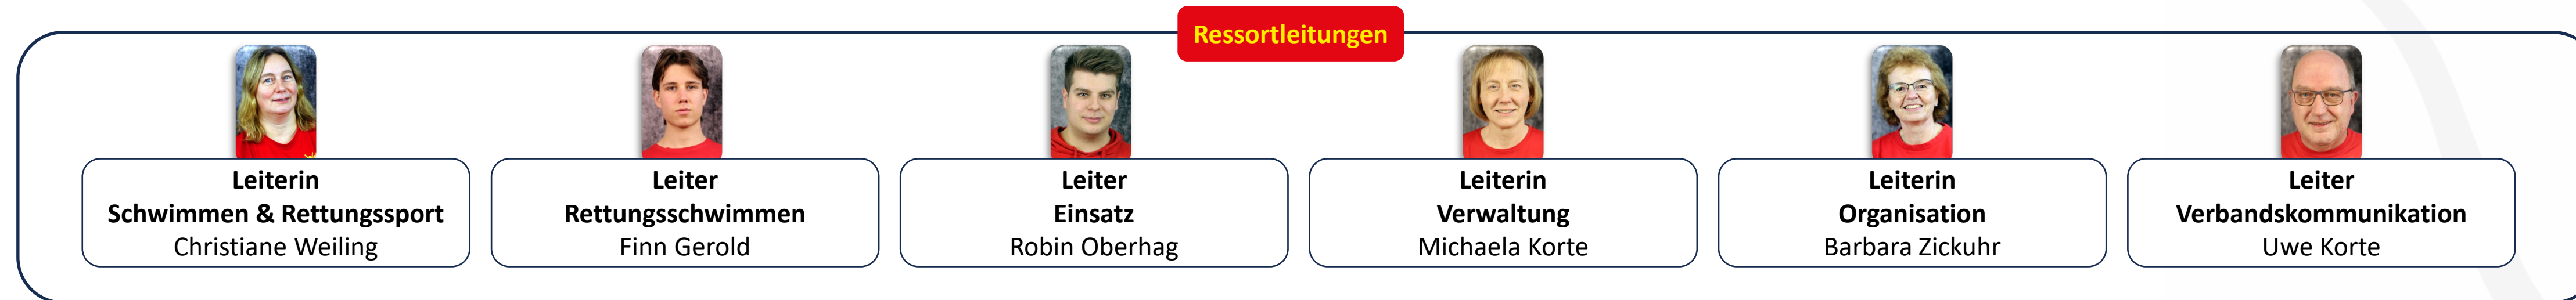 Ressortleitungen
Leiterin
Schwimmen & Rettungssport
Christiane Weiling
Leiter
Rettungsschwimmen
Finn Gerold
Leiter
Einsatz
Robin Oberhag
Leiterin
Verwaltung
Michaela Korte
Leiterin
Organisation
Barbara Zickuhr
Leiter
Verbandskommunikation
Uwe Korte